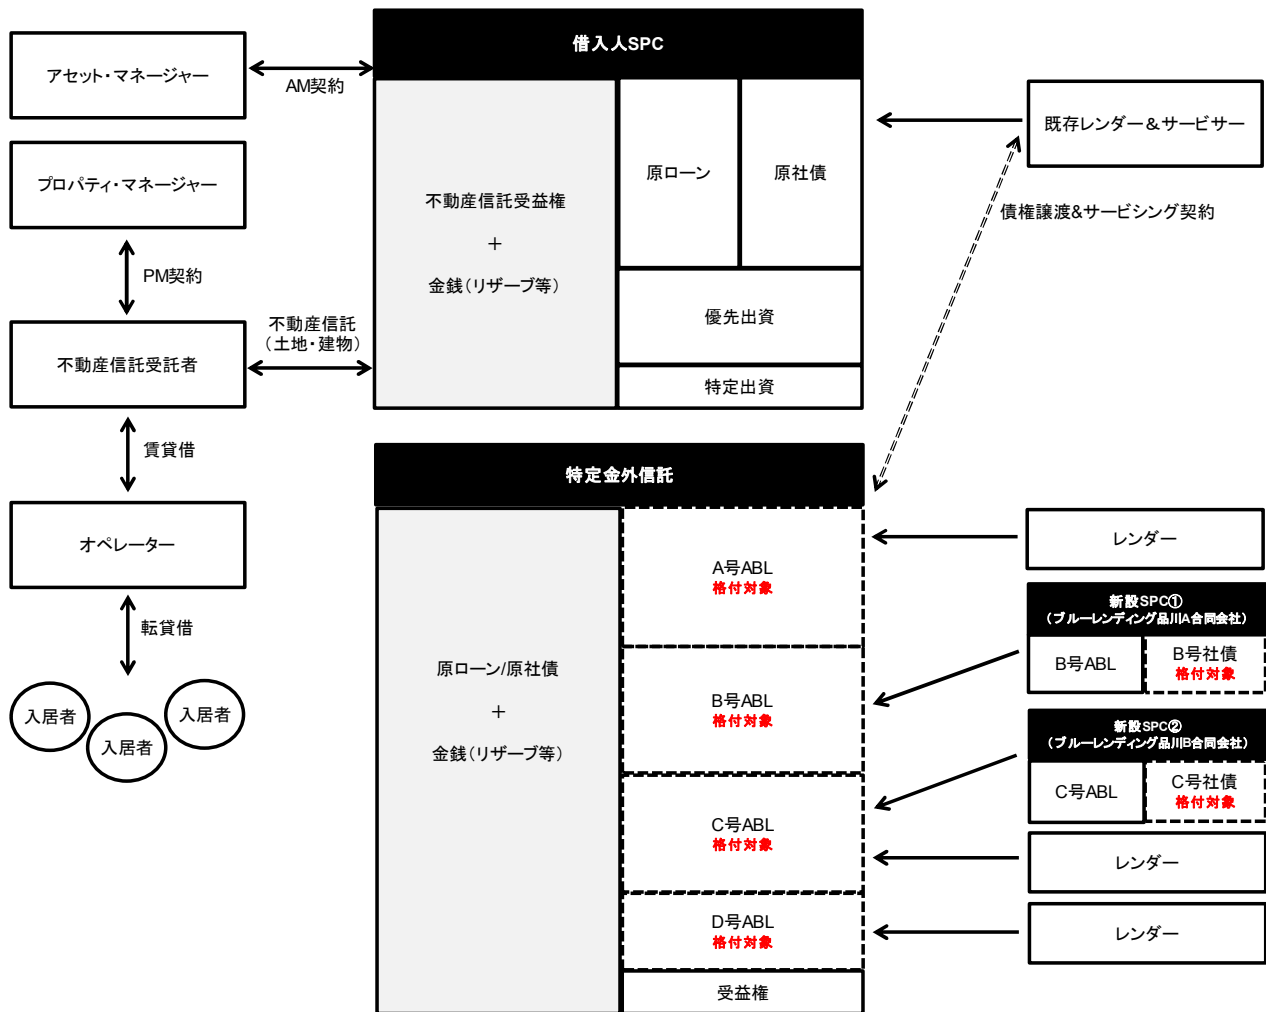 借入人SPC
アセット・マネージャー
AM契約
プロパティ・マネージャー
PM契約
不動産信託受託者
不動産信託
（土地・建物）
賃貸借
オペレーター
転貸借
入居者
入居者
入居者
不動産信託受益権
＋
金銭（リザーブ等）
原ローン
原社債
優先出資
特定出資
既存レンダー＆サービサー
債権譲渡&サービシング契約
特定金外信託
原ローン/原社債
＋
金銭（リザーブ等）
A号ABL
格付対象
B号ABL
格付対象
C号ABL
格付対象
D号ABL
格付対象
受益権
レンダー
新設SPC①
（ブルーレンディング品川A合同会社）
B号ABL
B号社債
格付対象
新設SPC②
（ブルーレンディング品川B合同会社）
C号ABL
C号社債
格付対象
レンダー
レンダー